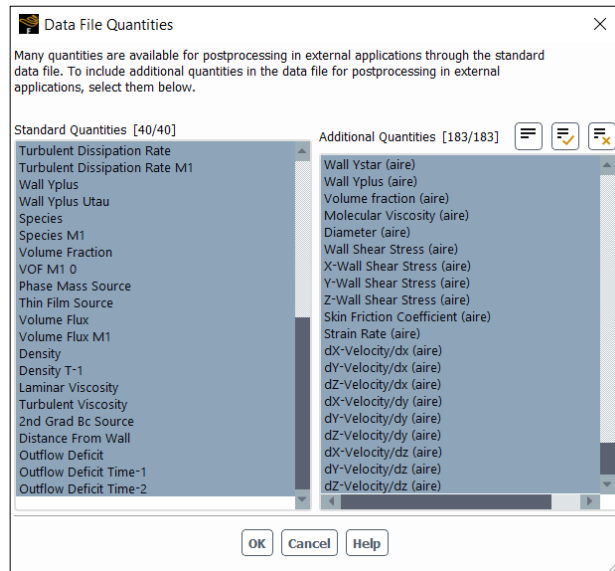 Data File Quantities
Many quantities are available for postprocessing in external applications through the standard
data file. To include additional quantities in the data file for postprocessing in external
applications, select them below.
Standard Quantities [40/40]
Turbulent Dissipation Rate
Turbulent Dissipation Rate M1
Wall Yplus
Wall Yplus Utau
Species
Species M1
Volume Fraction
VOF M1 0
Phase Mass Source
Thin Film Source
Volume Flux
Volume Flux M1
Density
Density T-1
Laminar Viscosity
Turbulent Viscosity
2nd Grad Bc Source
Distance From Wall
Outflow Deficit
Outflow Deficit Time-1
Outflow Deficit Time-2
Additional Quantities [183/183]
Wall Ystar (aire)
Wall Yplus (aire)
Volume fraction (aire)
Molecular Viscosity (aire)
Diameter (aire)
Wall Shear Stress (aire)
X-Wall Shear Stress (aire)
Y-Wall Shear Stress (aire)
Z-Wall Shear Stress (aire)
Skin Friction Coefficient (aire)
Strain Rate (aire)
dX-Velocity/dx (aire)
dY-Velocity/dx (aire)
dZ-Velocity/dx (aire)
dX-Velocity/dy (aire)
dY-Velocity/dy (aire)
dZ-Velocity/dy (aire)
dX-Velocity/dz (aire)
dY-Velocity/dz (aire)
dZ-Velocity/dz (aire)
OK Cancel Help